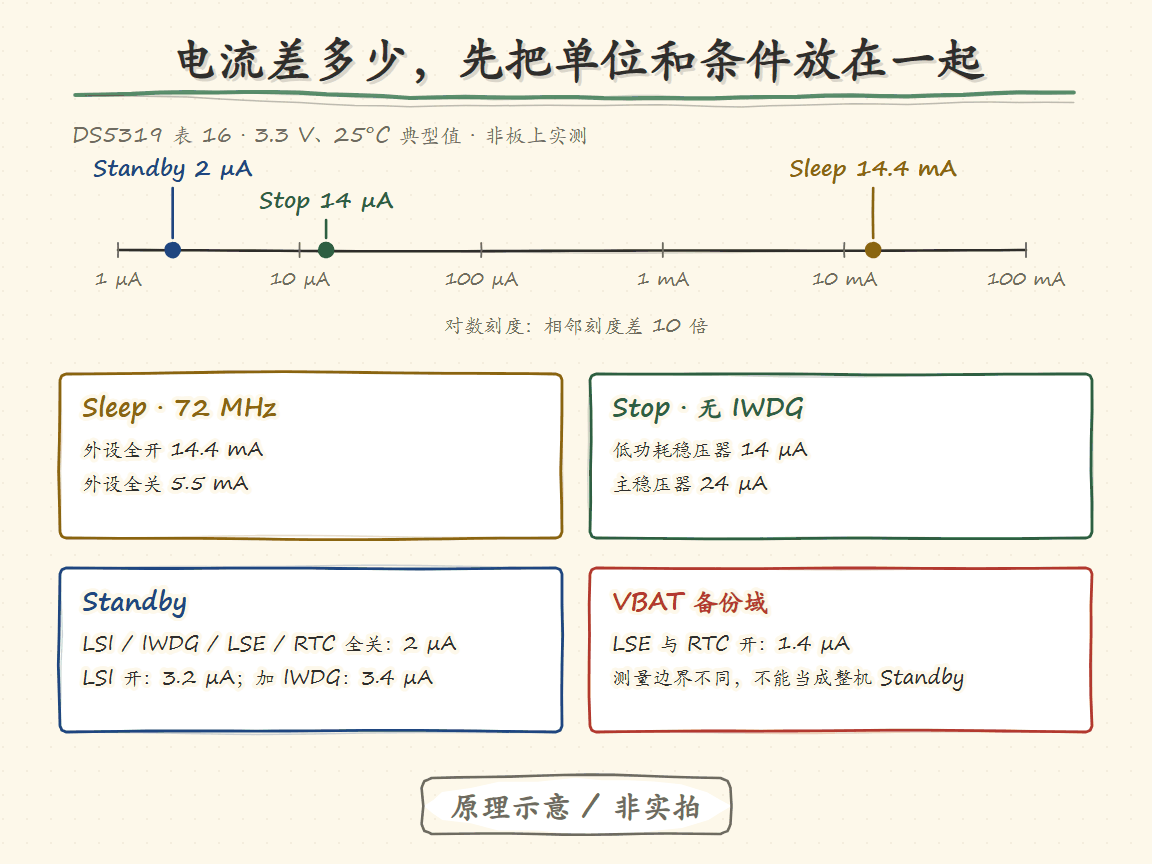 电流差多少，先把单位和条件放在一起
DS5319 表 16 · 3.3 V、25°C 典型值 · 非板上实测
Standby 2 µA
Stop 14 µA
Sleep 14.4 mA
1 µA
10 µA
100 µA
1 mA
10 mA
100 mA
对数刻度：相邻刻度差 10 倍
Sleep · 72 MHz
外设全开 14.4 mA
外设全关 5.5 mA
Stop · 无 IWDG
低功耗稳压器 14 µA
主稳压器 24 µA
Standby
LSI / IWDG / LSE / RTC 全关：2 µA
LSI 开：3.2 µA；加 IWDG：3.4 µA
VBAT 备份域
LSE 与 RTC 开：1.4 µA
测量边界不同，不能当成整机 Standby
原理示意 / 非实拍